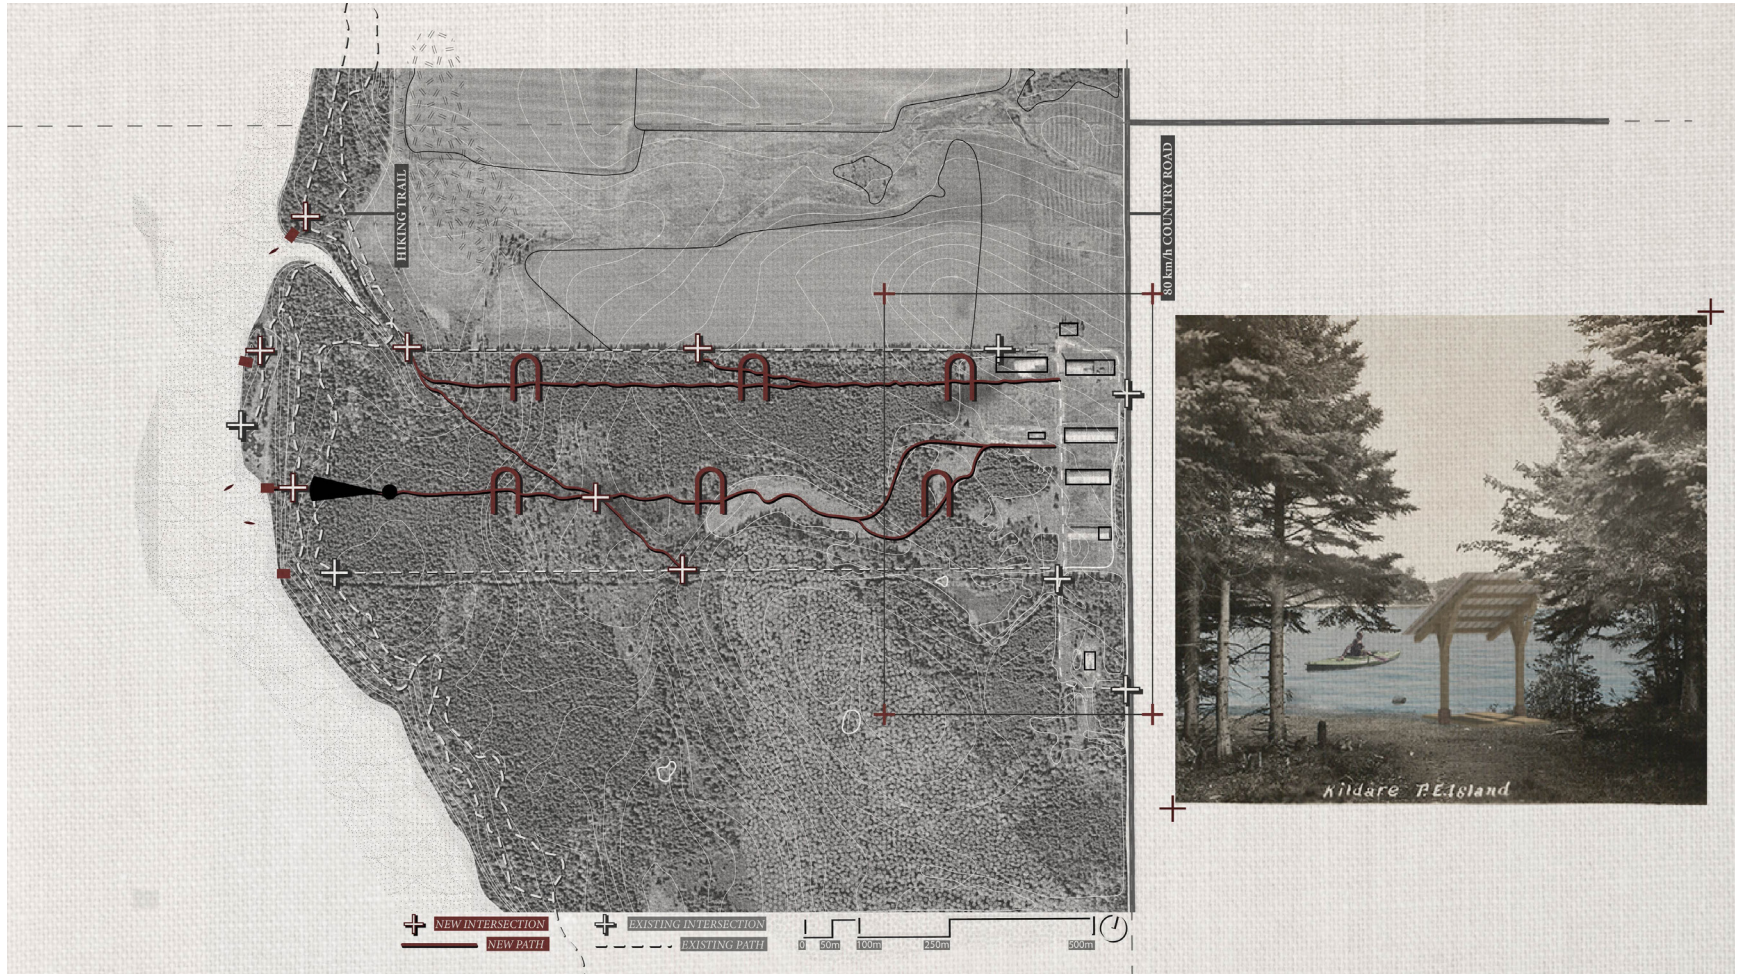 HIKING TRAIL
80 km/h COUNTRY ROAD
Kildare P.E.Island
NEW INTERSECTION
EXISTING INTERSECTION
NEW PATH
EXISTING PATH
0 50m 100m 250m 500m